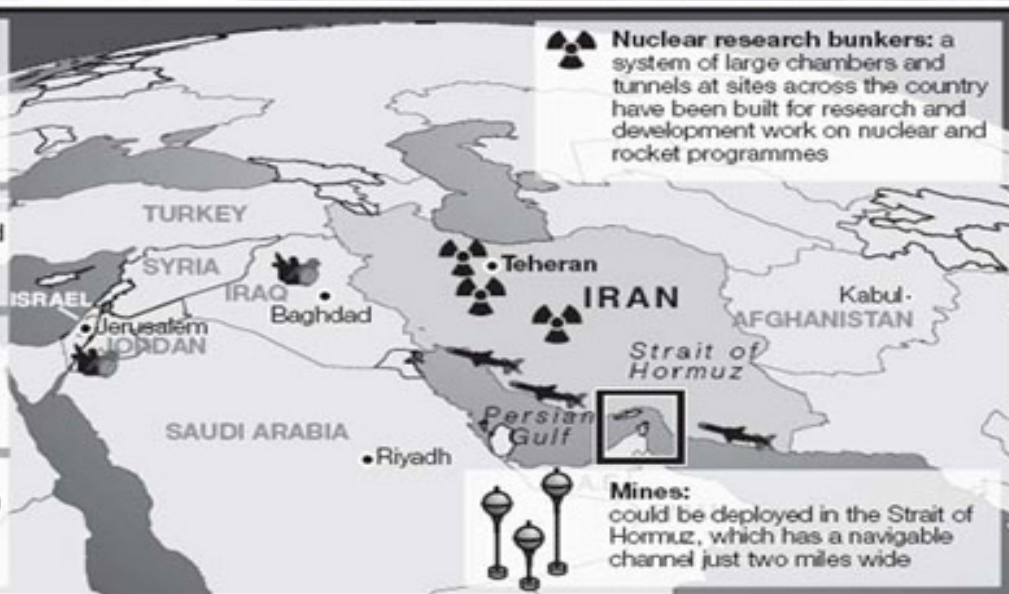 Nuclear research bunkers: a
system of large chambers and
tunnels at sites across the country
have been built for research and
development work on nuclear and
rocket programmes
TURKEY
SYRIA
Teheran
ISRAEL
IRAQ
IRAN
Baghdad
Kabul
Jerusalem
AFGHANISTAN
JORDAN
Strait of
Hormuz
Persian
Gulf
SAUDI ARABIA
Riyadh
Mines:
could be deployed in the Strait of
Hormuz, which has a navigable
channel just two miles wide